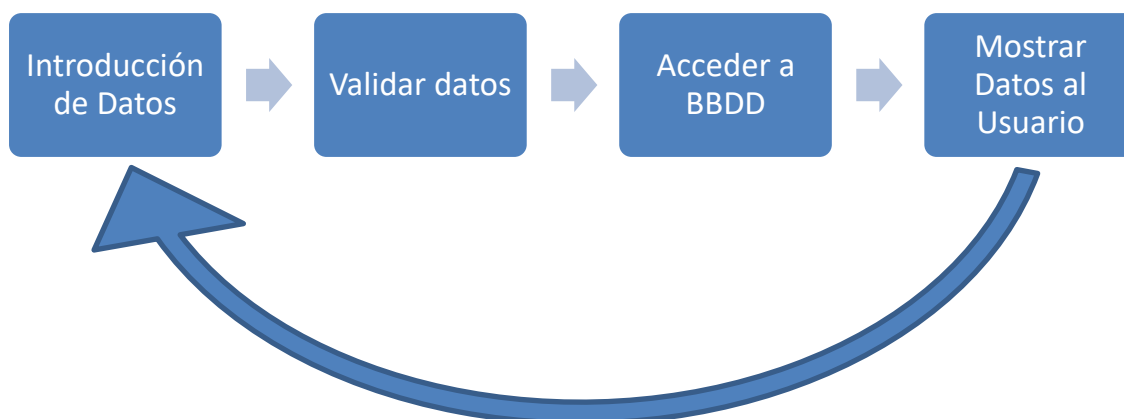 Introducción
de Datos
Validar datos
Acceder a
BBDD
Mostrar
Datos al
Usuario